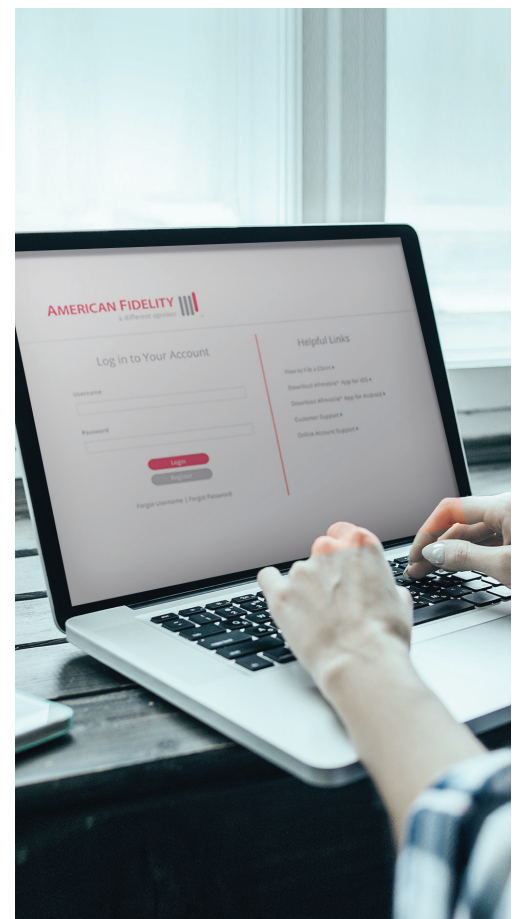 AMERICAN FIDELITY
a different opinion
Log in to Your Account
Username
Password
Login
Register
Forgot Username | Forgot Password
Helpful Links
How to File a Claim ▸
Download AFmobile® App for iOS ▸
Download AFmobile® App for Android ▸
Customer Support ▸
Online Account Support ▸